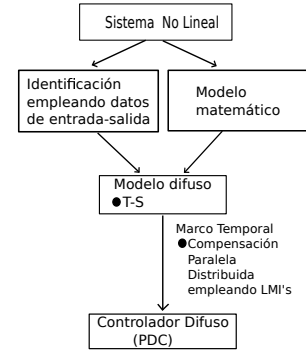 Sistema No Lineal
Identificación
empleando datos
de entrada-salida
Modelo
matemático
Modelo difuso
●T-S
Marco Temporal
●Compensación
Paralela
Distribuida
empleando LMI's
Controlador Difuso
(PDC)